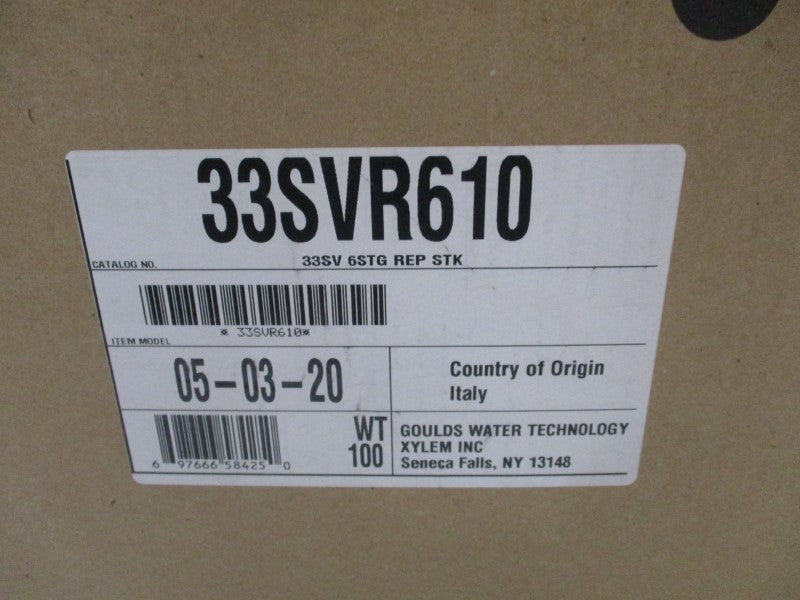 33SVR610
CATALOG NO.
33SV 6STG REP STK
* 33SVR610*
ITEM MODEL
05-03-20
Country of Origin
Italy
6 97666 58425 0
WT
100
GOULDS WATER TECHNOLOGY
XYLEM INC
Seneca Falls, NY 13148